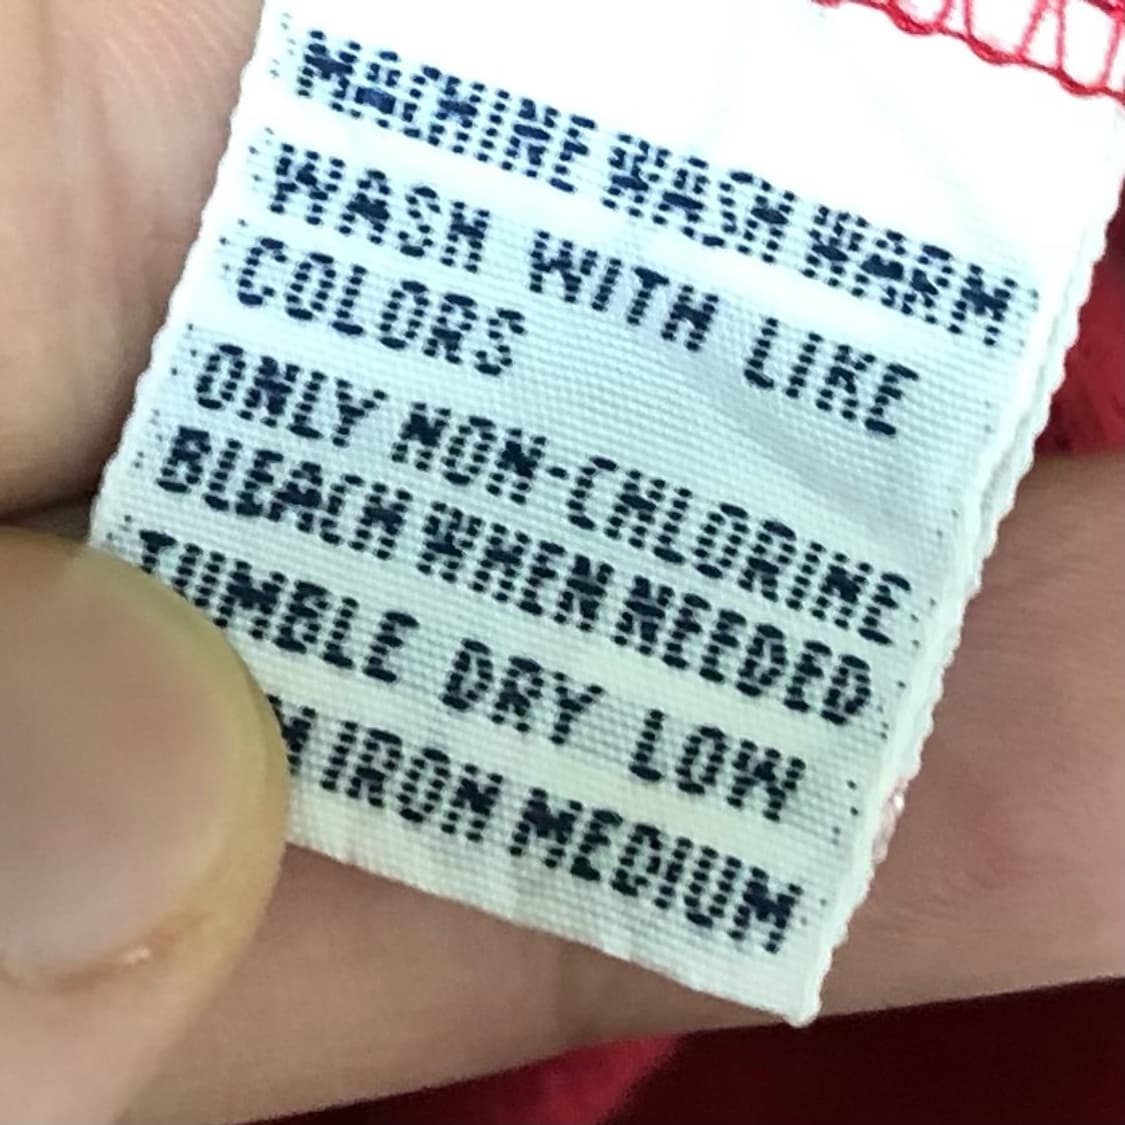 MACHINE WASH WARM
WASH WITH LIKE
COLORS
ONLY NON-CHLORINE
BLEACH WHEN NEEDED
TUMBLE DRY LOW
IRON MEDIUM